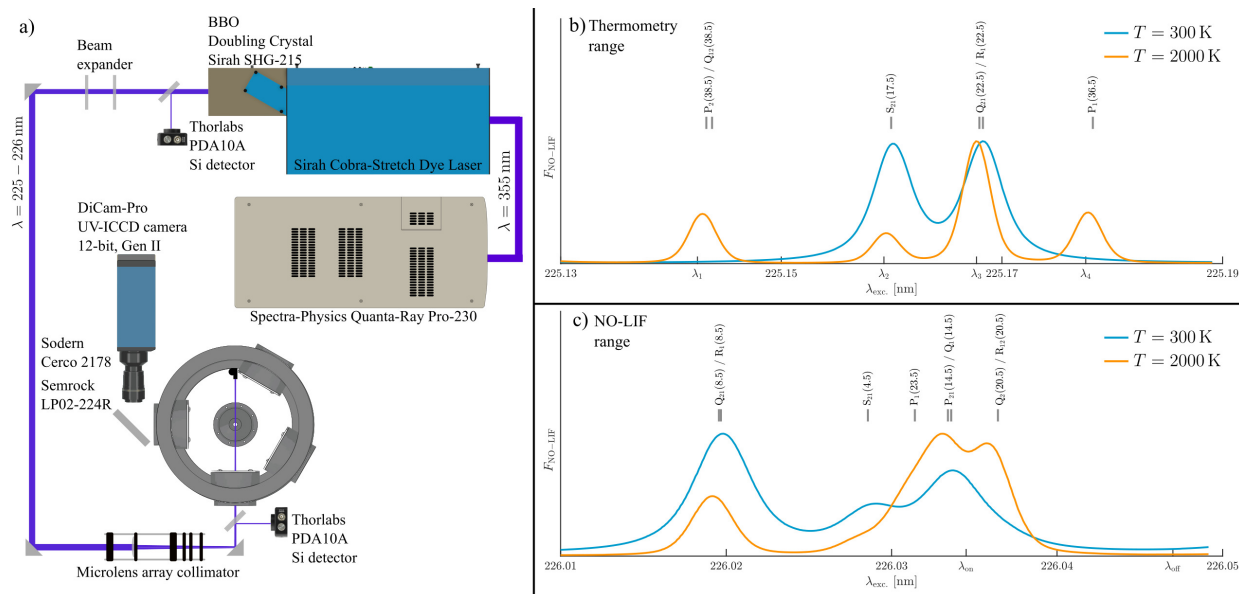 a)
BBO
Doubling Crystal
Sirah SHG-215
Beam
expander
Thorlabs
PDA10A
Si detector
Sirah Cobra-Stretch Dye Laser
λ = 225 − 226 nm
λ = 355 nm
DiCam-Pro
UV-ICCD camera
12-bit, Gen II
Spectra-Physics Quanta-Ray Pro-230
Sodern
Cerco 2178
Semrock
LP02-224R
Thorlabs
PDA10A
Si detector
Microlens array collimator
b) Thermometry
range
P₂(38.5) / Q₁₂(38.5)
S₂₁(17.5)
Q₂₁(22.5) / R₁(22.5)
P₁(36.5)
T = 300 K
T = 2000 K
F_NO−LIF
225.13 λ₁ 225.15 λ₂ λ₃ 225.17 λ₄ 225.19
λ_exc. [nm]
c) NO-LIF
range
Q₂₁(8.5) / R₁(8.5)
S₂₁(4.5)
P₁(23.5)
P₂₁(14.5) / Q₁(14.5)
Q₂(20.5) / R₁₂(20.5)
T = 300 K
T = 2000 K
F_NO−LIF
226.01 226.02 226.03 λ_on 226.04 λ_off 226.05
λ_exc. [nm]